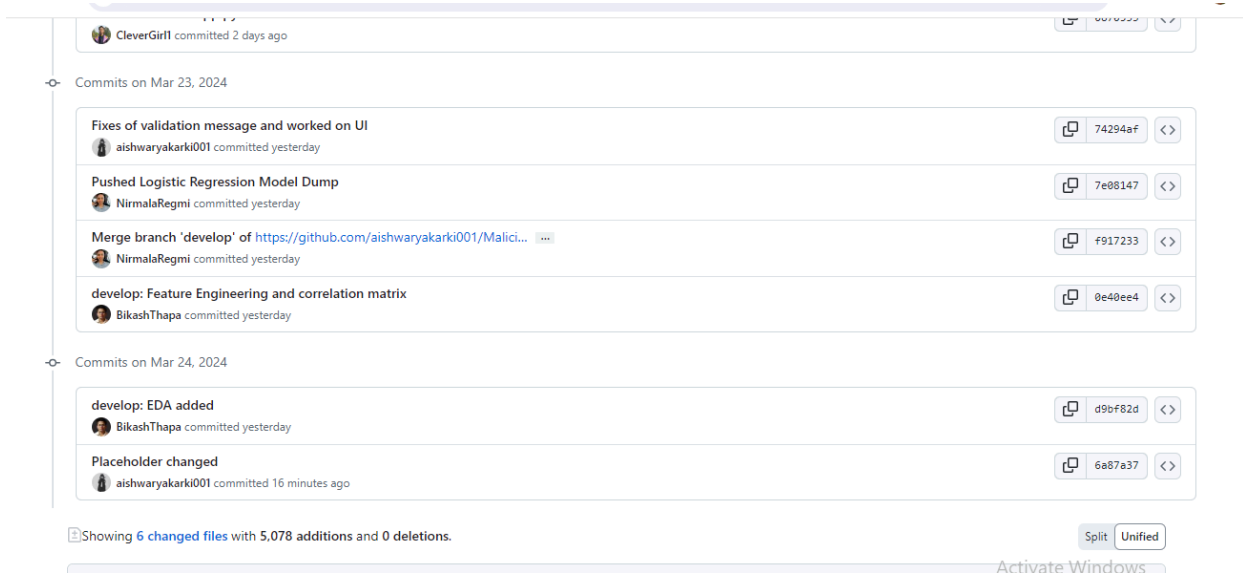 CleverGirl1 committed 2 days ago
Commits on Mar 23, 2024
Fixes of validation message and worked on UI
74294af
aishwaryakarki001 committed yesterday
Pushed Logistic Regression Model Dump
7e08147
NirmalaRegmi committed yesterday
Merge branch 'develop' of https://github.com/aishwaryakarki001/Malici... ...
f917233
NirmalaRegmi committed yesterday
develop: Feature Engineering and correlation matrix
0e40ee4
BikashThapa committed yesterday
Commits on Mar 24, 2024
develop: EDA added
d9bf82d
BikashThapa committed yesterday
Placeholder changed
6a87a37
aishwaryakarki001 committed 16 minutes ago
Showing 6 changed files with 5,078 additions and 0 deletions.
Split Unified
Activate Windows